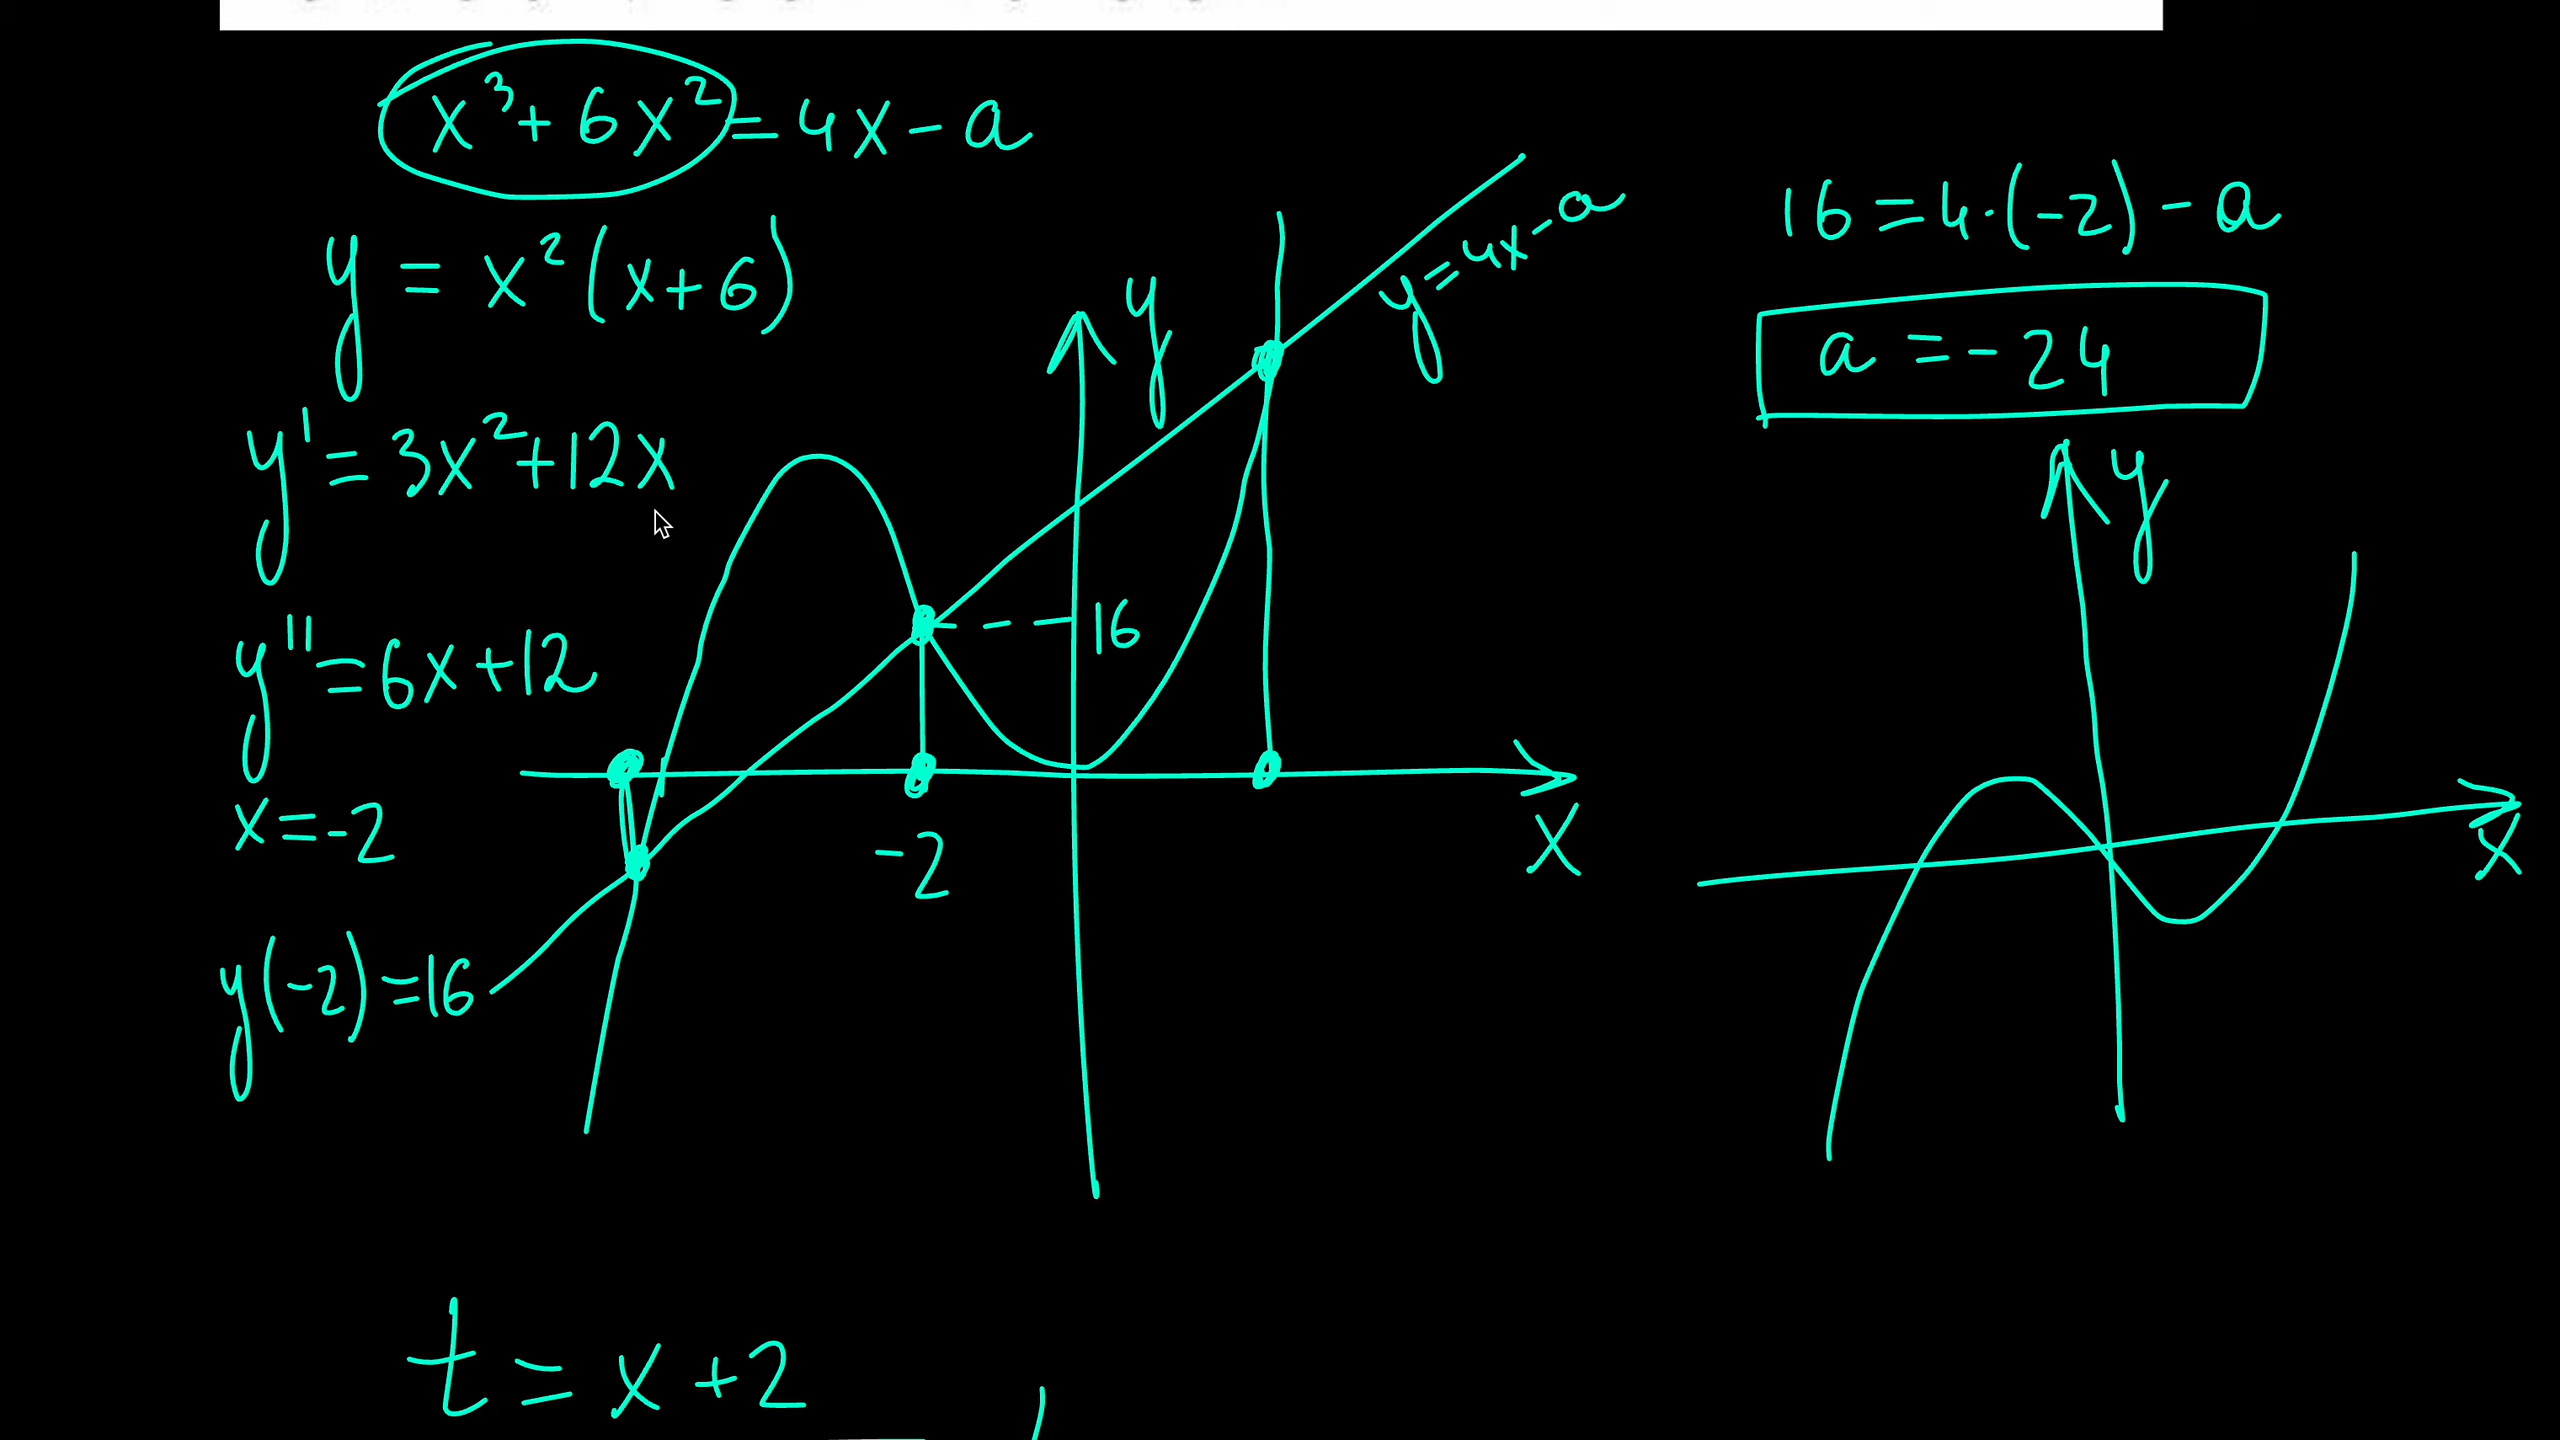 x³ + 6x² = 4x - a
y = x² (x+6)
y' = 3x² + 12x
y'' = 6x + 12
x = -2
y(-2) = 16
y
y = 4x - a
16
-2
x
16 = 4·(-2) - a
a = -24
y
x
t = x + 2